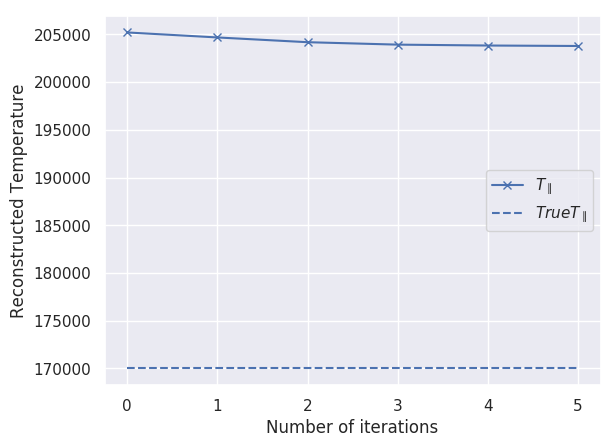 205000
200000
195000
190000
185000
180000
175000
170000
Reconstructed Temperature
T∥
TrueT∥
0 1 2 3 4 5
Number of iterations